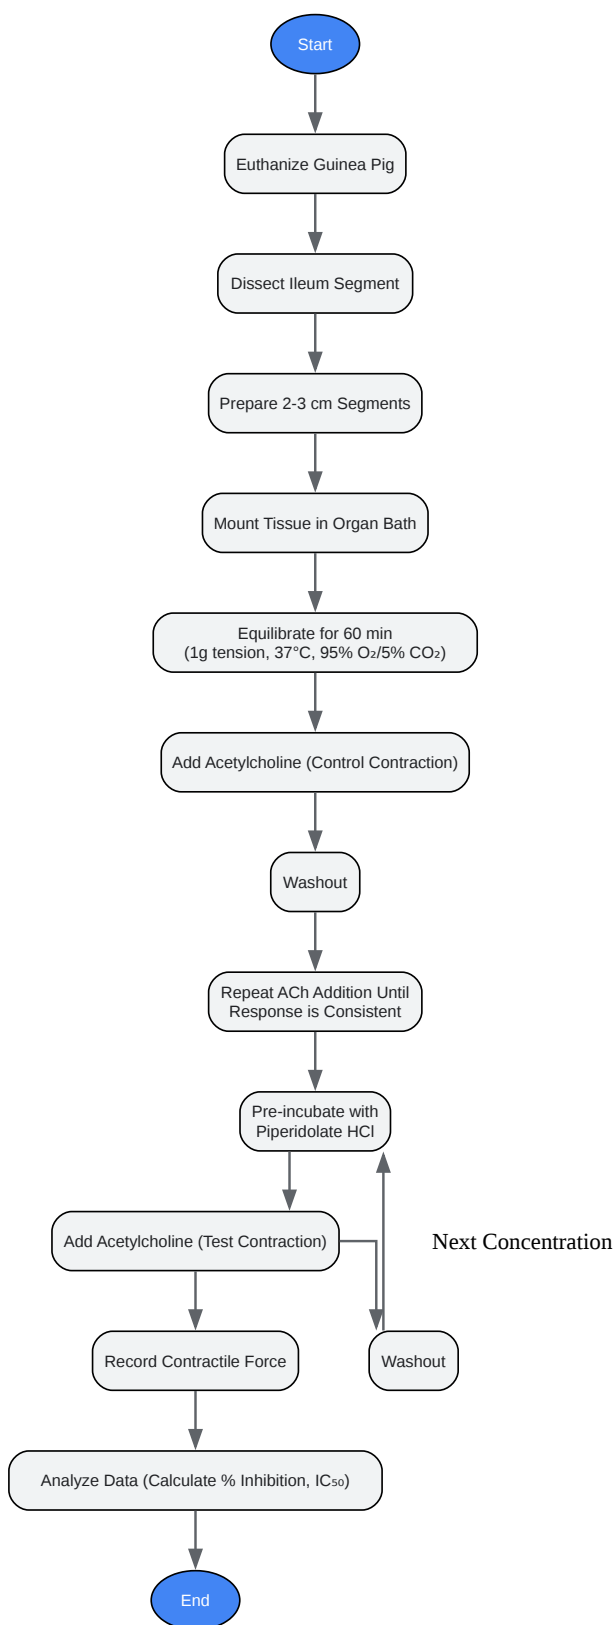 Start
Euthanize Guinea Pig
Dissect Ileum Segment
Prepare 2-3 cm Segments
Mount Tissue in Organ Bath
Equilibrate for 60 min
(1g tension, 37°C, 95% O₂/5% CO₂)
Add Acetylcholine (Control Contraction)
Washout
Repeat ACh Addition Until
Response is Consistent
Pre-incubate with
Piperidolate HCl
Add Acetylcholine (Test Contraction)
Next Concentration
Record Contractile Force
Washout
Analyze Data (Calculate % Inhibition, IC₅₀)
End